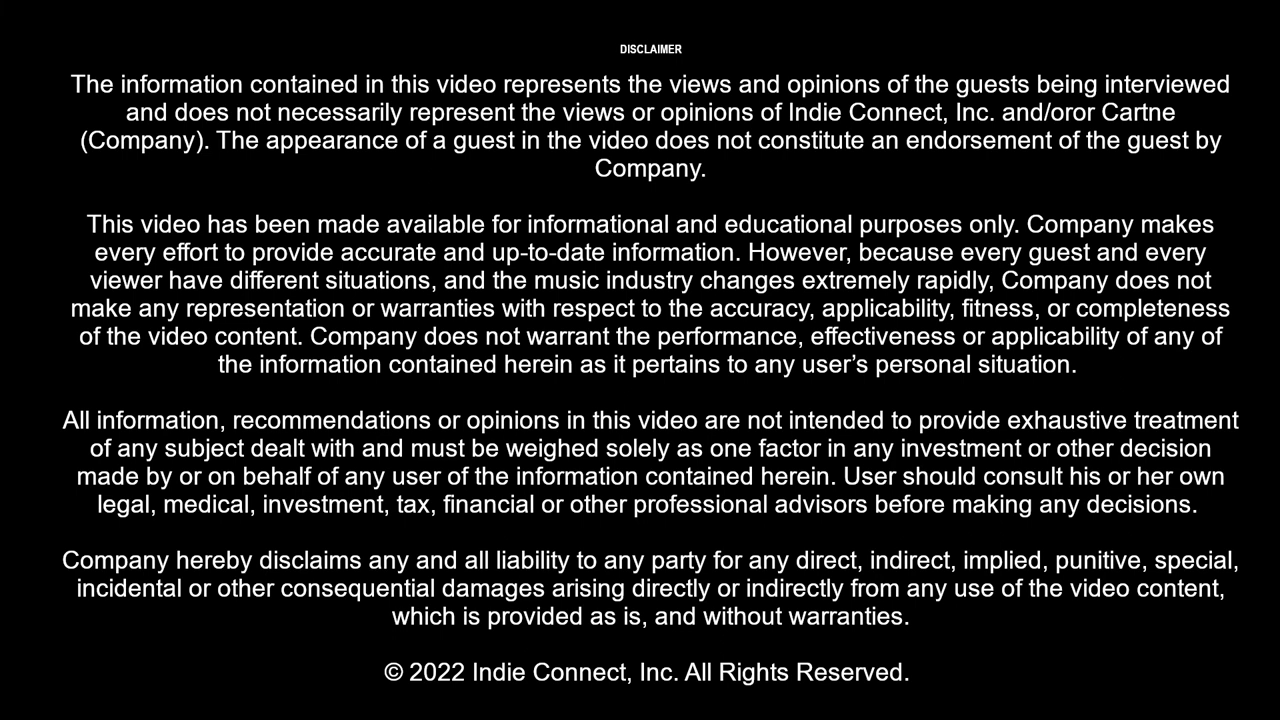 DISCLAIMER
The information contained in this video represents the views and opinions of the guests being interviewed
and does not necessarily represent the views or opinions of Indie Connect, Inc. and/oror Cartne
(Company). The appearance of a guest in the video does not constitute an endorsement of the guest by
Company.
This video has been made available for informational and educational purposes only. Company makes
every effort to provide accurate and up-to-date information. However, because every guest and every
viewer have different situations, and the music industry changes extremely rapidly, Company does not
make any representation or warranties with respect to the accuracy, applicability, fitness, or completeness
of the video content. Company does not warrant the performance, effectiveness or applicability of any of
the information contained herein as it pertains to any user’s personal situation.
All information, recommendations or opinions in this video are not intended to provide exhaustive treatment
of any subject dealt with and must be weighed solely as one factor in any investment or other decision
made by or on behalf of any user of the information contained herein. User should consult his or her own
legal, medical, investment, tax, financial or other professional advisors before making any decisions.
Company hereby disclaims any and all liability to any party for any direct, indirect, implied, punitive, special,
incidental or other consequential damages arising directly or indirectly from any use of the video content,
which is provided as is, and without warranties.
© 2022 Indie Connect, Inc. All Rights Reserved.